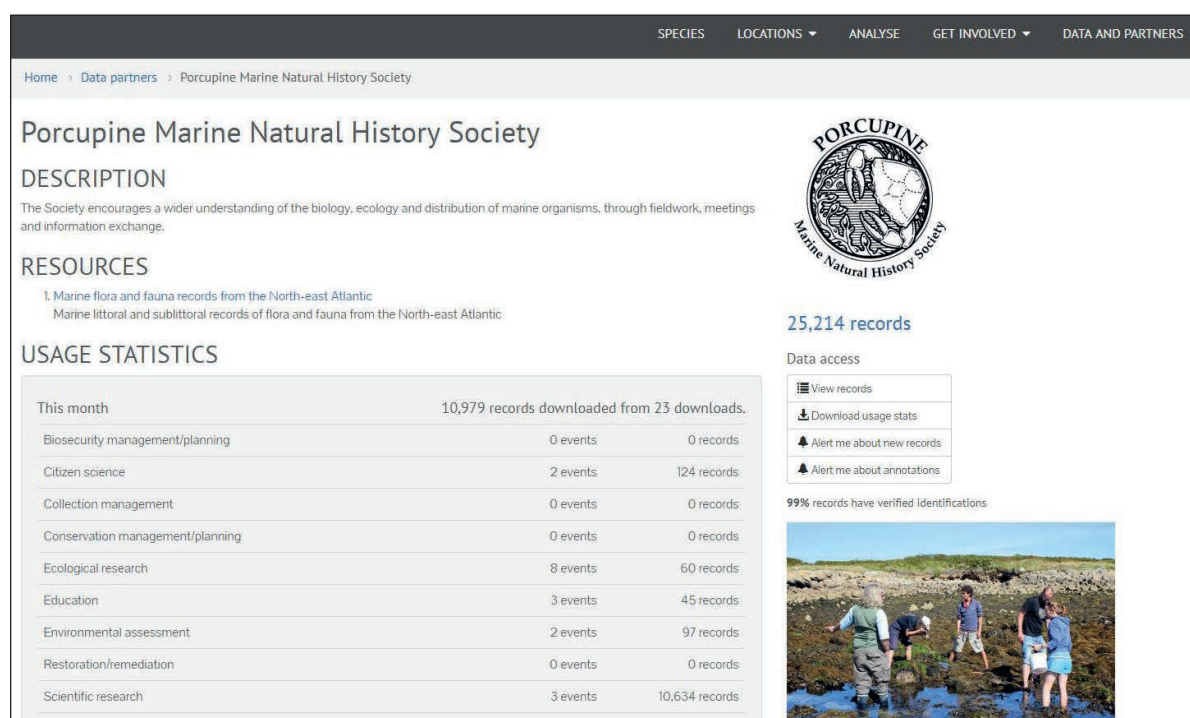 SPECIES LOCATIONS ANALYSE GET INVOLVED DATA AND PARTNERS
Home › Data partners › Porcupine Marine Natural History Society
Porcupine Marine Natural History Society
DESCRIPTION
The Society encourages a wider understanding of the biology, ecology and distribution of marine organisms, through fieldwork, meetings
and information exchange.
RESOURCES
1. Marine flora and fauna records from the North-east Atlantic
Marine littoral and sublittoral records of flora and fauna from the North-east Atlantic
USAGE STATISTICS
This month 10,979 records downloaded from 23 downloads.
Biosecurity management/planning 0 events 0 records
Citizen science 2 events 124 records
Collection management 0 events 0 records
Conservation management/planning 0 events 0 records
Ecological research 8 events 60 records
Education 3 events 45 records
Environmental assessment 2 events 97 records
Restoration/remediation 0 events 0 records
Scientific research 3 events 10,634 records
PORCUPINE
Marine Natural History Society
25,214 records
Data access
View records
Download usage stats
Alert me about new records
Alert me about annotations
99% records have verified identifications